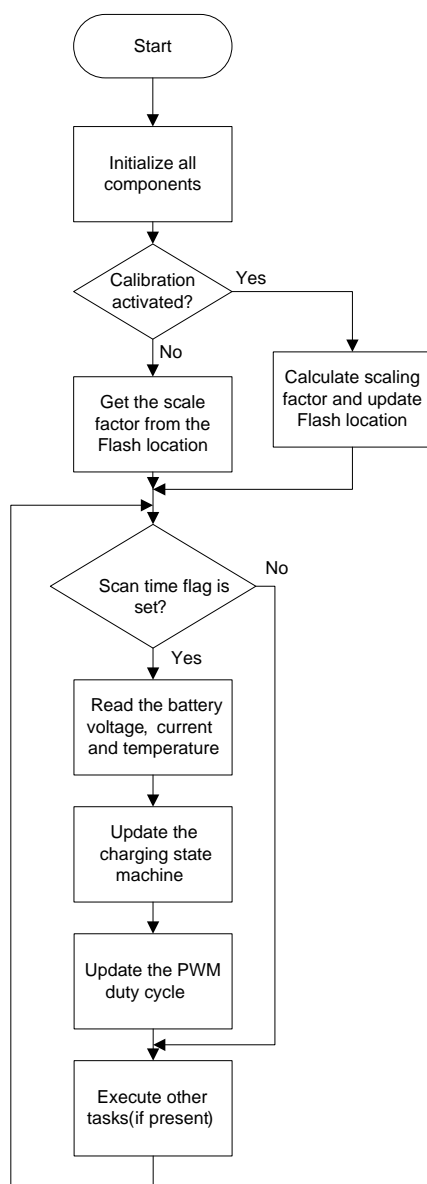 Start
Initialize all
components
Calibration
activated?
Yes
No
Get the scale
factor from the
Flash location
Calculate scaling
factor and update
Flash location
Scan time flag is
set?
No
Yes
Read the battery
voltage,  current
and temperature
Update the
charging state
machine
Update the PWM
duty cycle
Execute other
tasks(if present)